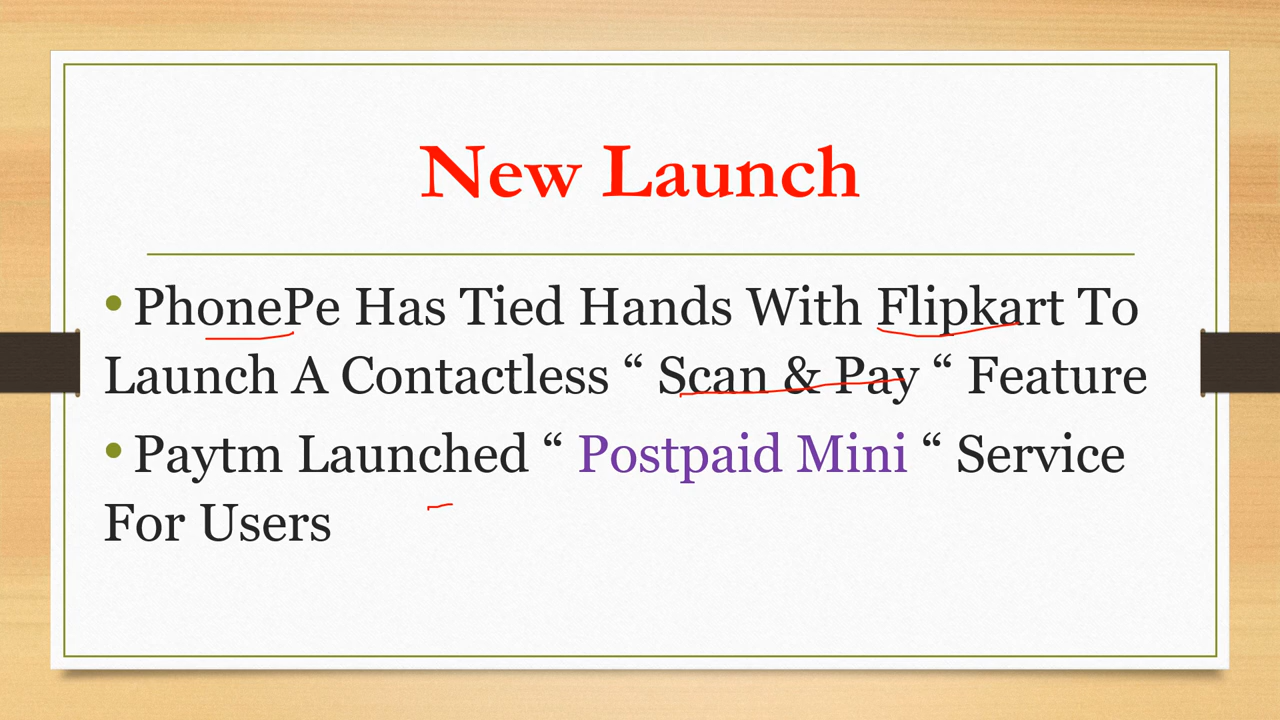 New Launch
• PhonePe Has Tied Hands With Flipkart To
Launch A Contactless “ Scan & Pay “ Feature
• Paytm Launched “ Postpaid Mini “ Service
For Users